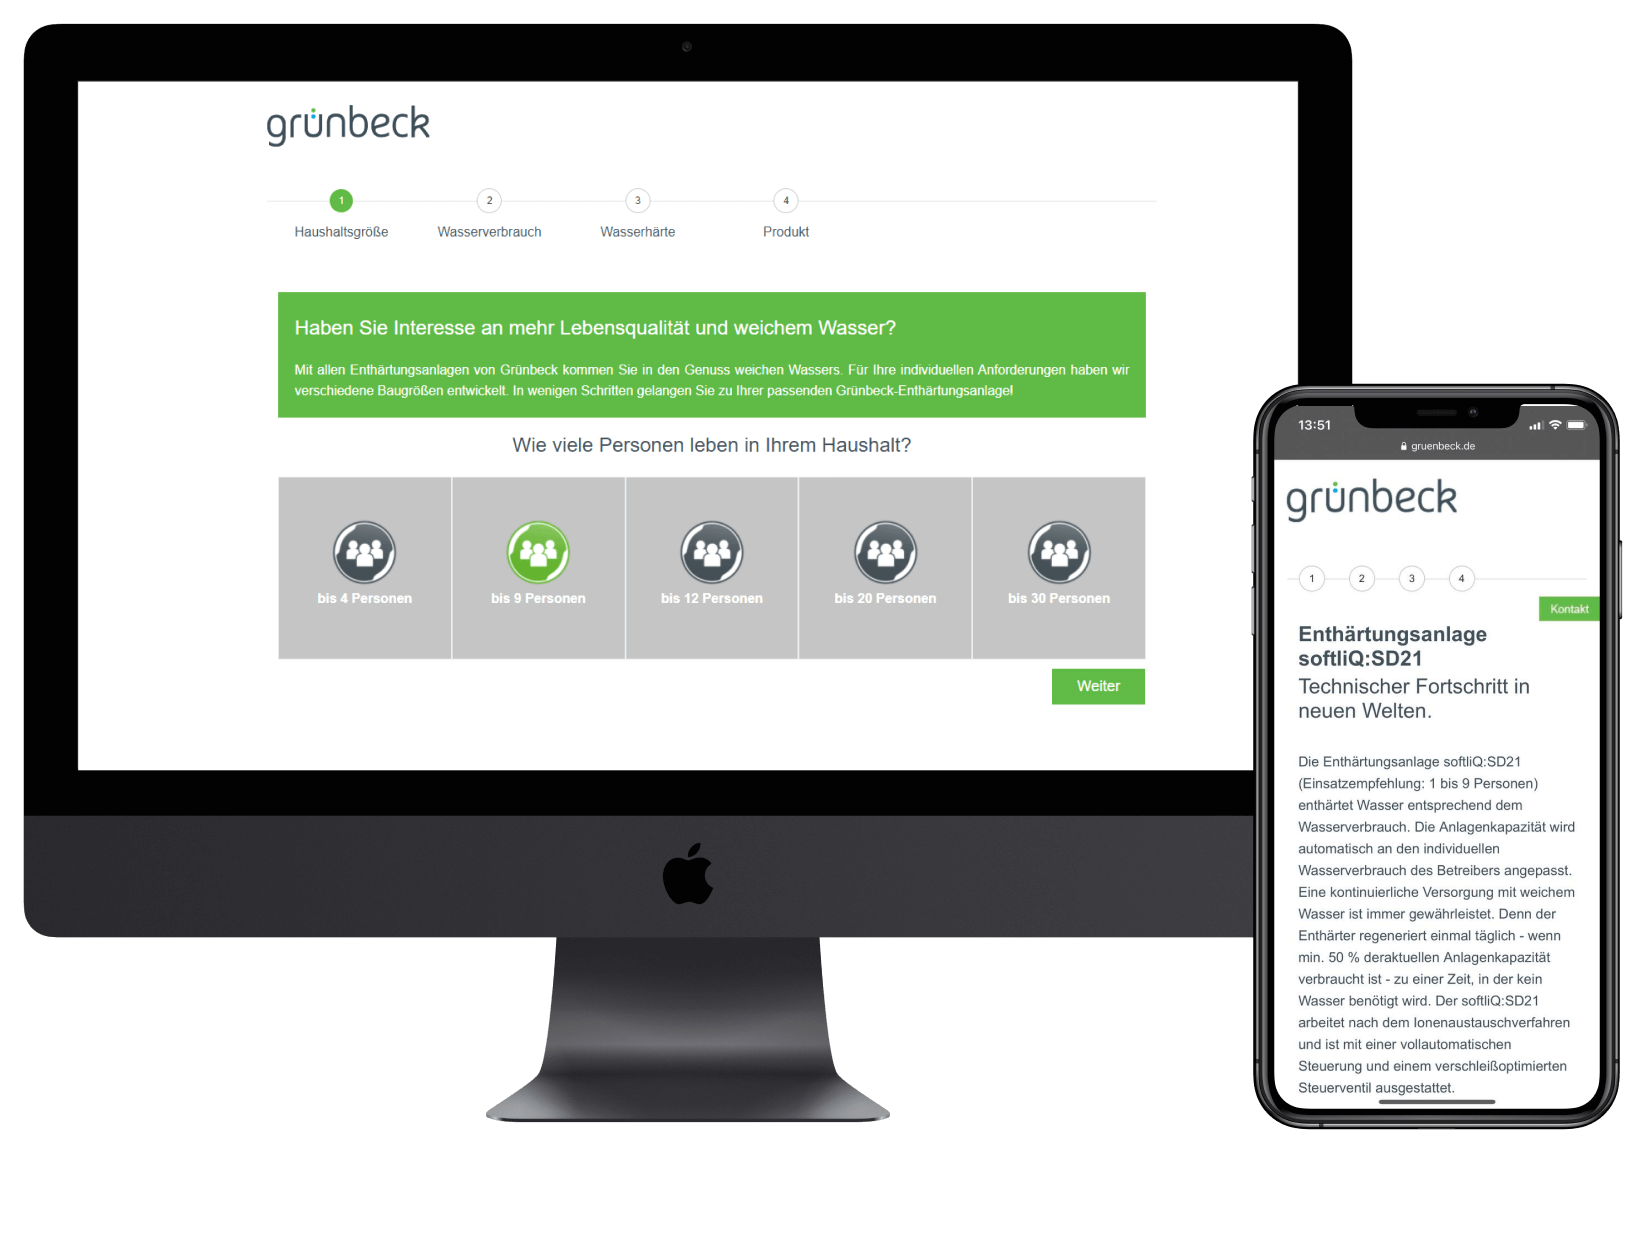 grünbeck
1 2 3 4
Haushaltsgröße Wasserverbrauch Wasserhärte Produkt
Haben Sie Interesse an mehr Lebensqualität und weichem Wasser?
Mit allen Enthärtungsanlagen von Grünbeck kommen Sie in den Genuss weichen Wassers. Für Ihre individuellen Anforderungen haben wir
verschiedene Baugrößen entwickelt. In wenigen Schritten gelangen Sie zu Ihrer passenden Grünbeck-Enthärtungsanlage!
Wie viele Personen leben in Ihrem Haushalt?
bis 4 Personen bis 9 Personen bis 12 Personen bis 20 Personen bis 30 Personen
Weiter
13:51
gruenbeck.de
grünbeck
1 2 3 4
Kontakt
Enthärtungsanlage
softliQ:SD21
Technischer Fortschritt in
neuen Welten.
Die Enthärtungsanlage softliQ:SD21
(Einsatzempfehlung: 1 bis 9 Personen)
enthärtet Wasser entsprechend dem
Wasserverbrauch. Die Anlagenkapazität wird
automatisch an den individuellen
Wasserverbrauch des Betreibers angepasst.
Eine kontinuierliche Versorgung mit weichem
Wasser ist immer gewährleistet. Denn der
Enthärter regeneriert einmal täglich - wenn
min. 50 % deraktuellen Anlagenkapazität
verbraucht ist - zu einer Zeit, in der kein
Wasser benötigt wird. Der softliQ:SD21
arbeitet nach dem Ionenaustauschverfahren
und ist mit einer vollautomatischen
Steuerung und einem verschleißoptimierten
Steuerventil ausgestattet.